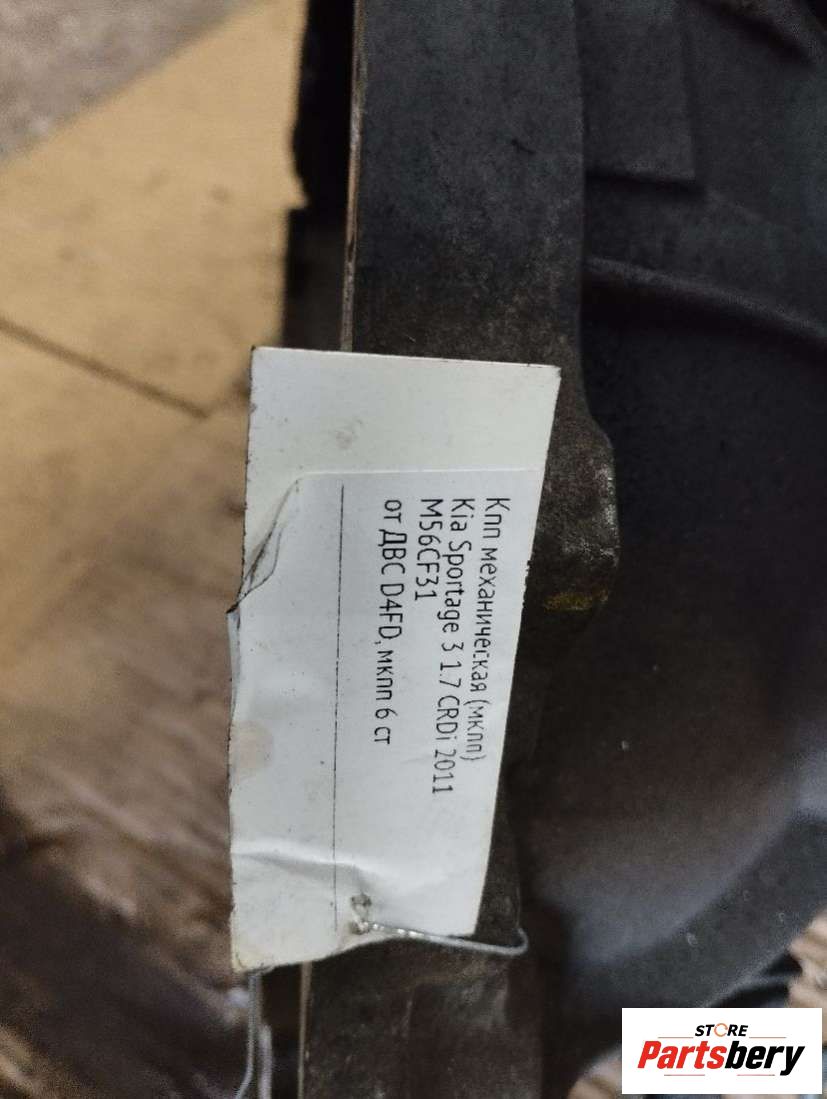 Кпп механическая (мкпп)
Kia Sportage 3 1.7 CRDi 2011
M56CF31
от ДВС D4FD, мкпп 6 ст
STORE
Partsbery